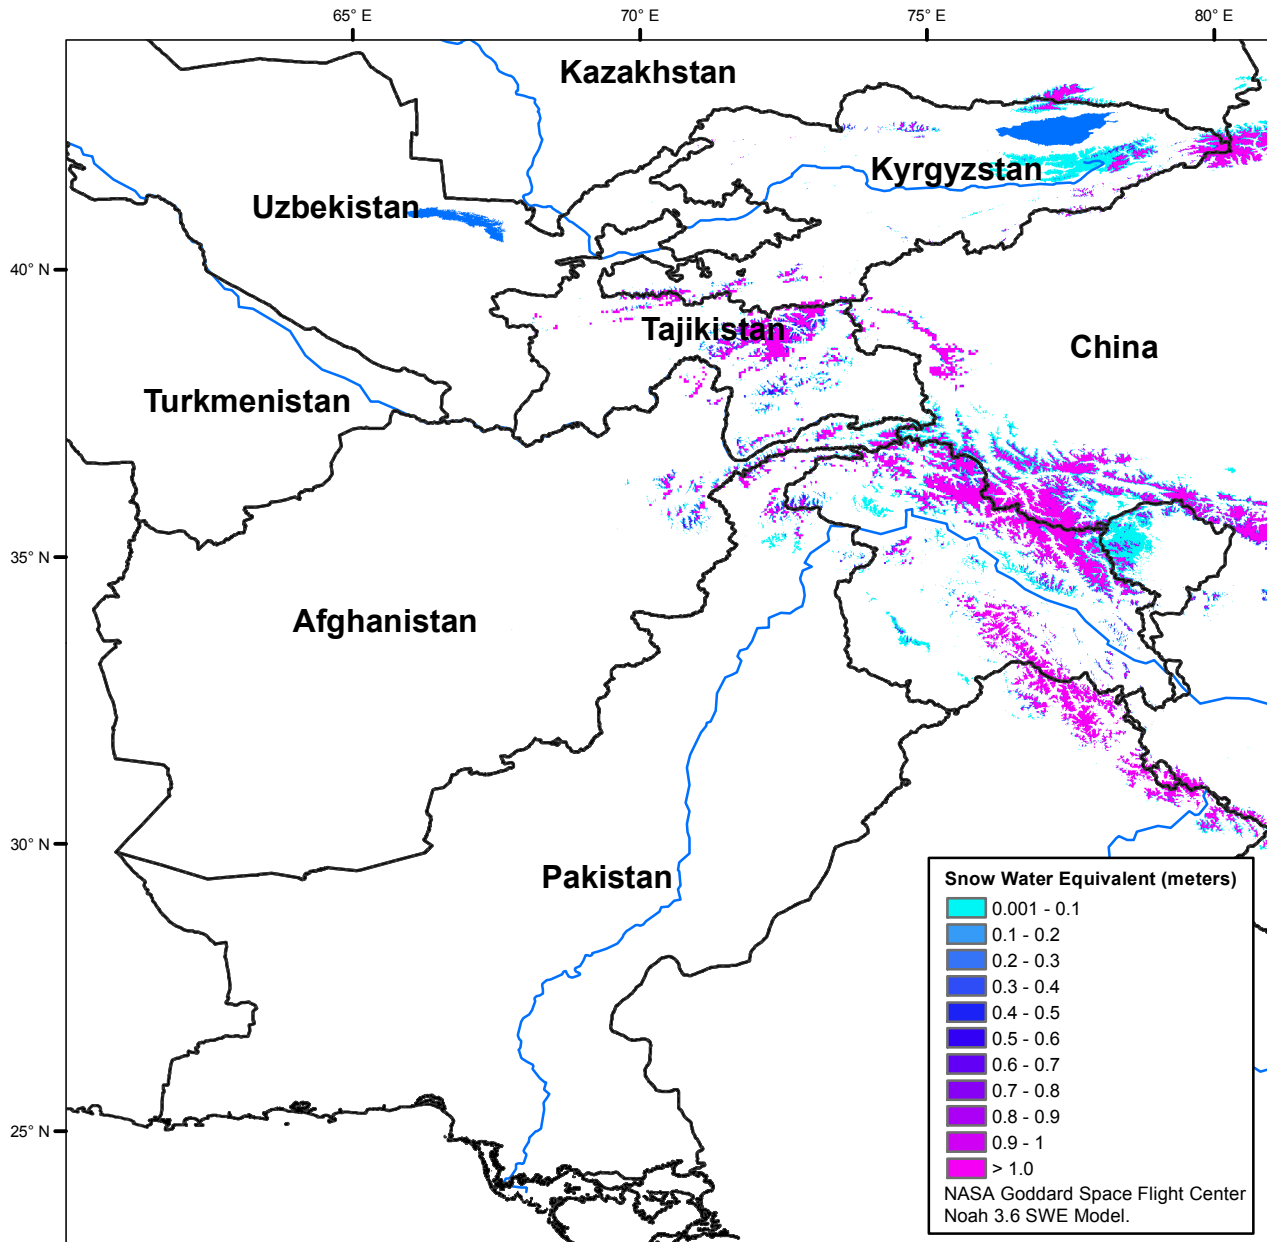 65° E
70° E
75° E
80° E
Kazakhstan
Kyrgyzstan
Uzbekistan
40° N
Tajikistan
China
Turkmenistan
35° N
Afghanistan
30° N
Pakistan
25° N
Snow Water Equivalent (meters)
0.001 - 0.1
0.1 - 0.2
0.2 - 0.3
0.3 - 0.4
0.4 - 0.5
0.5 - 0.6
0.6 - 0.7
0.7 - 0.8
0.8 - 0.9
0.9 - 1
> 1.0
NASA Goddard Space Flight Center
Noah 3.6 SWE Model.